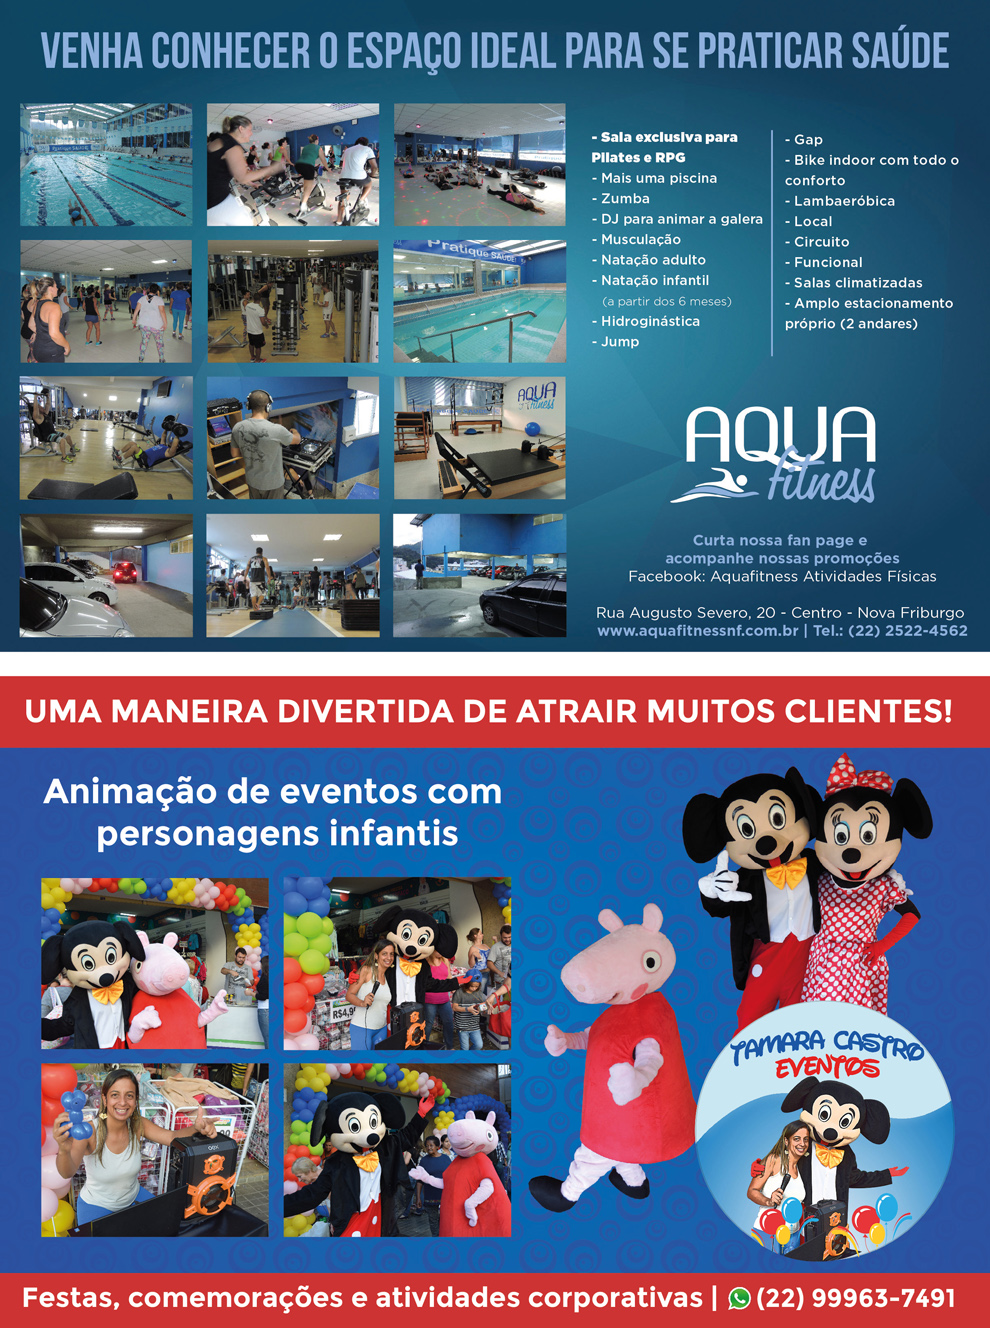 VENHA CONHECER O ESPAÇO IDEAL PARA SE PRATICAR SAÚDE
- Sala exclusiva para
Pilates e RPG
- Mais uma piscina
- Zumba
- DJ para animar a galera
- Musculação
- Natação adulto
- Natação infantil
(a partir dos 6 meses)
- Hidroginástica
- Jump
- Gap
- Bike indoor com todo o
conforto
- Lambaeróbica
- Local
- Circuito
- Funcional
- Salas climatizadas
- Amplo estacionamento
próprio (2 andares)
Pratique SAÚDE!
AQUA
fitness
AQUA
fitness
Curta nossa fan page e
acompanhe nossas promoções
Facebook: Aquafitness Atividades Físicas
Rua Augusto Severo, 20 - Centro - Nova Friburgo
www.aquafitnessnf.com.br | Tel.: (22) 2522-4562
UMA MANEIRA DIVERTIDA DE ATRAIR MUITOS CLIENTES!
Animação de eventos com
personagens infantis
R$4,9
TAMARA CASTRO
EVENTOS
Festas, comemorações e atividades corporativas | (22) 99963-7491